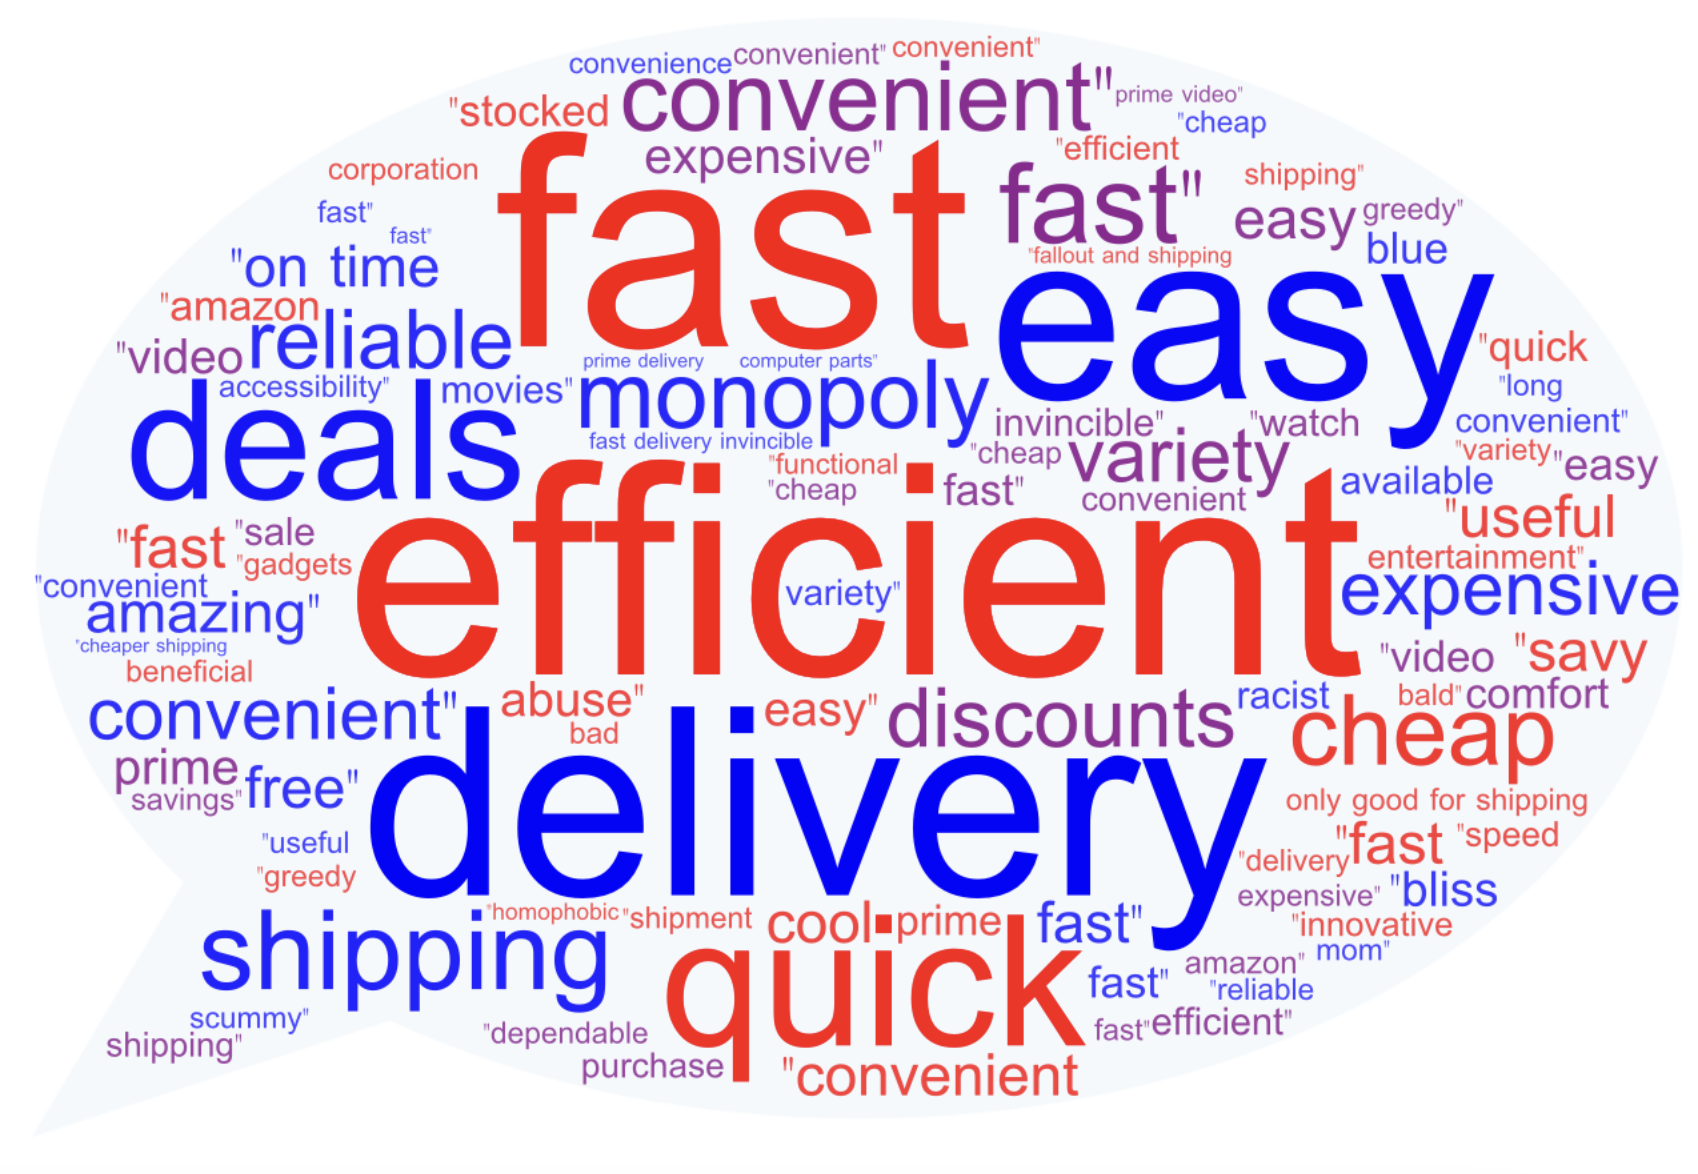 convenience
convenient"
convenient"
"stocked
convenient"
prime video"
"cheap
expensive"
"efficient
corporation
fast
fast"
shipping"
easy
greedy"
fast"
fast"
"on time
"fallout and shipping
blue
"amazon
easy
"video
reliable
"quick
prime delivery
computer parts"
accessibility"
movies"
monopoly
"long
deals
fast delivery invincible
invincible"
"watch
convenient"
"cheap
variety
"variety
"easy
"functional
"cheap
fast"
convenient
available
"fast
"sale
"gadgets
efficient
"useful
entertainment"
"convenient
amazing"
variety"
expensive
"cheaper shipping
beneficial
"video
"savy
convenient"
abuse"
bad
easy"
discounts
racist
bald"
comfort
cheap
prime
savings"
free"
delivery
only good for shipping
"useful
"greedy
"fast
"speed
"delivery
expensive"
"bliss
shipping
"homophobic
"shipment
cool
prime
fast"
"innovative
mom"
quick
fast"
amazon"
"reliable
scummy"
shipping"
"dependable
fast"
efficient"
purchase
"convenient